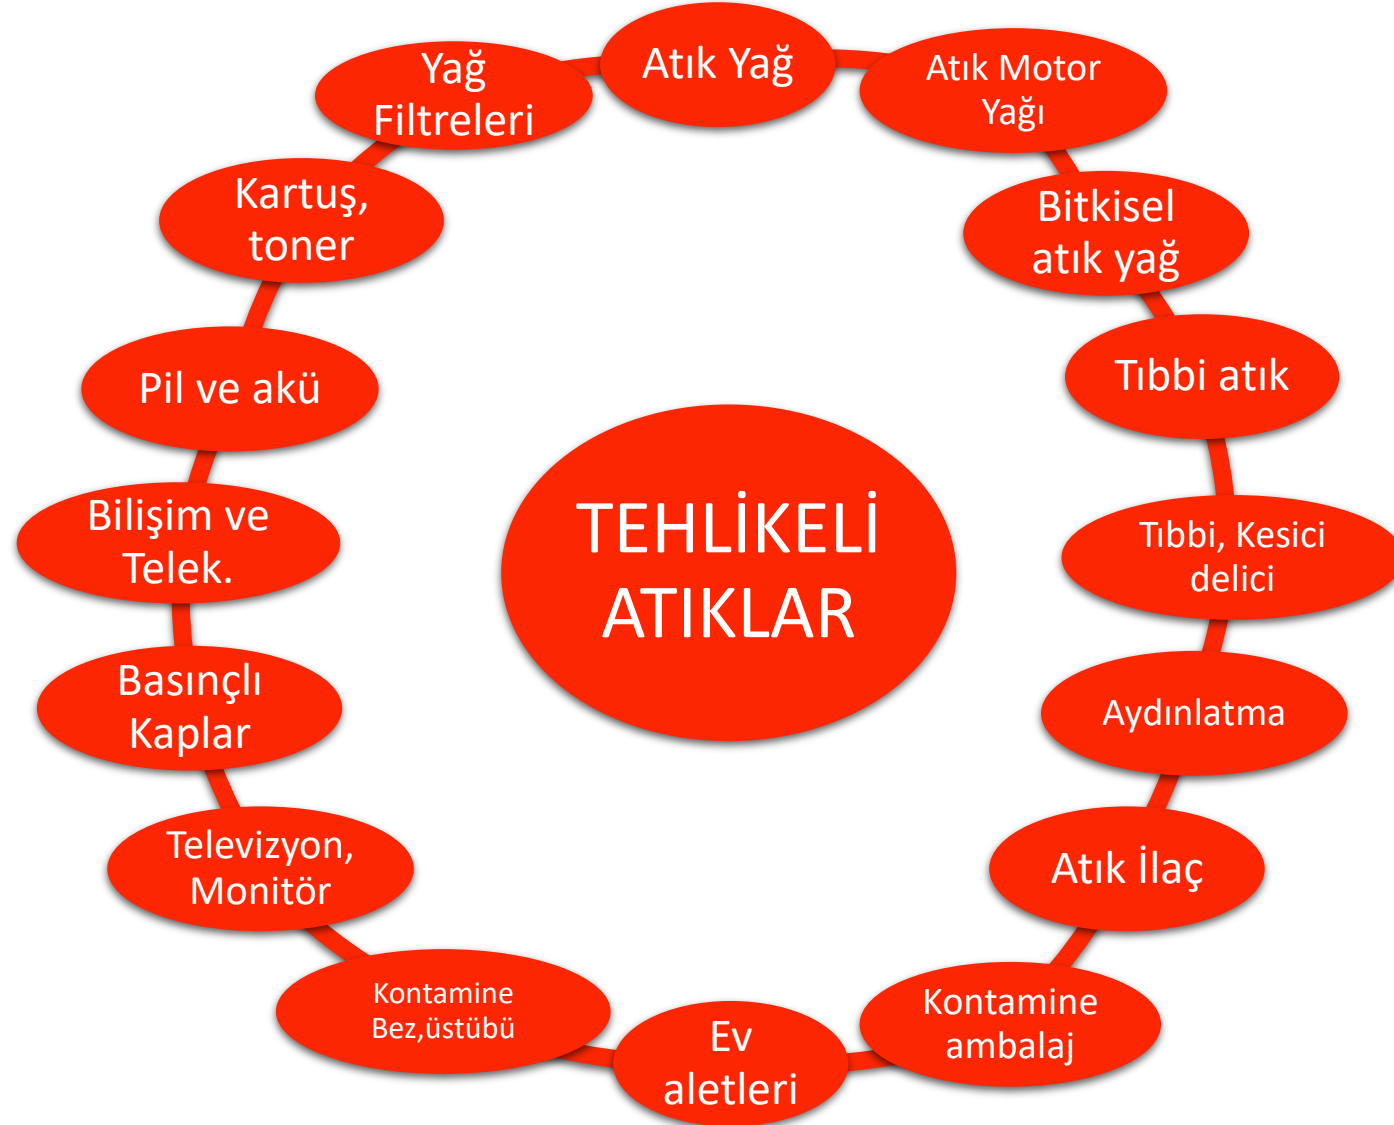 Atık Yağ
Atık Motor
Yağı
Bitkisel
atık yağ
Tıbbi atık
Tıbbi, Kesici
delici
Aydınlatma
Atık İlaç
Kontamine
ambalaj
Ev
aletleri
Kontamine
Bez,üstübü
Televizyon,
Monitör
Basınçlı
Kaplar
Bilişim ve
Telek.
Pil ve akü
Kartuş,
toner
Yağ
Filtreleri
TEHLİKELİ
ATIKLAR